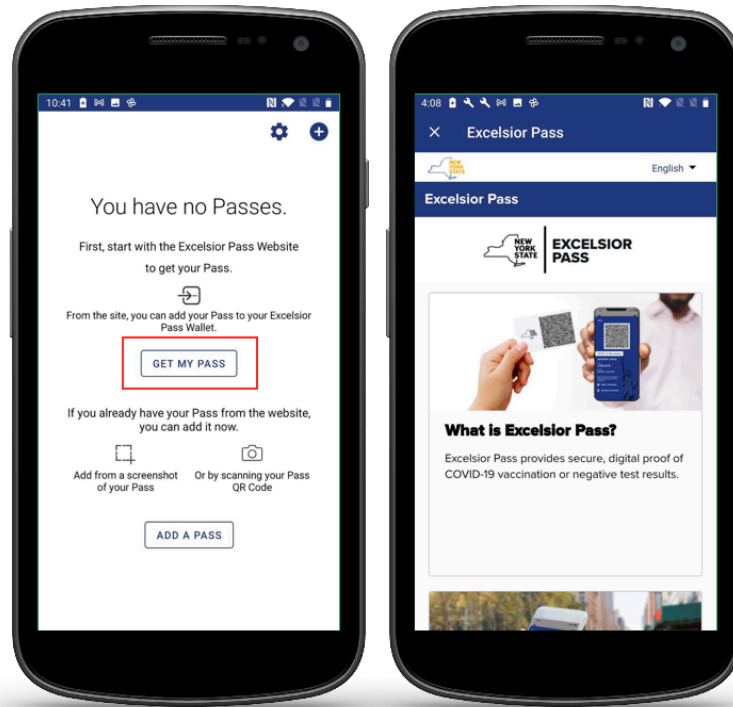 10:41
You have no Passes.
First, start with the Excelsior Pass Website
to get your Pass.
From the site, you can add your Pass to your Excelsior
Pass Wallet.
GET MY PASS
If you already have your Pass from the website,
you can add it now.
Add from a screenshot
of your Pass
Or by scanning your Pass
QR Code
ADD A PASS
4:08
Excelsior Pass
NEW
YORK
STATE
English
Excelsior Pass
NEW
YORK
STATE
EXCELSIOR
PASS
What is Excelsior Pass?
Excelsior Pass provides secure, digital proof of
COVID-19 vaccination or negative test results.